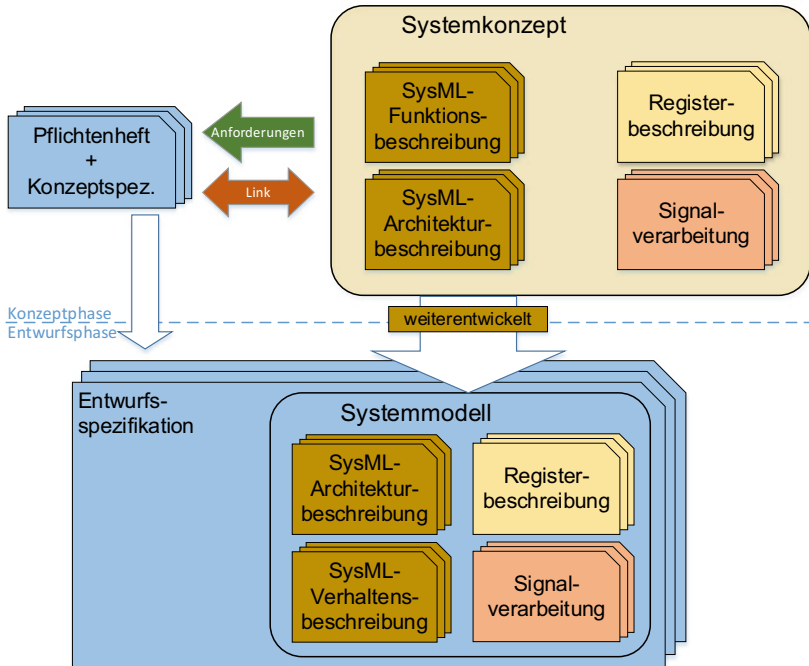 Systemkonzept
SysML-
Funktions-
beschreibung
Register-
beschreibung
Pflichtenheft
+
Konzeptspez.
Anforderungen
Link
SysML-
Architektur-
beschreibung
Signal-
verarbeitung
Konzeptphase
Entwurfsphase
weiterentwickelt
Entwurfs-
spezifikation
Systemmodell
SysML-
Architektur-
beschreibung
Register-
beschreibung
SysML-
Verhaltens-
beschreibung
Signal-
verarbeitung